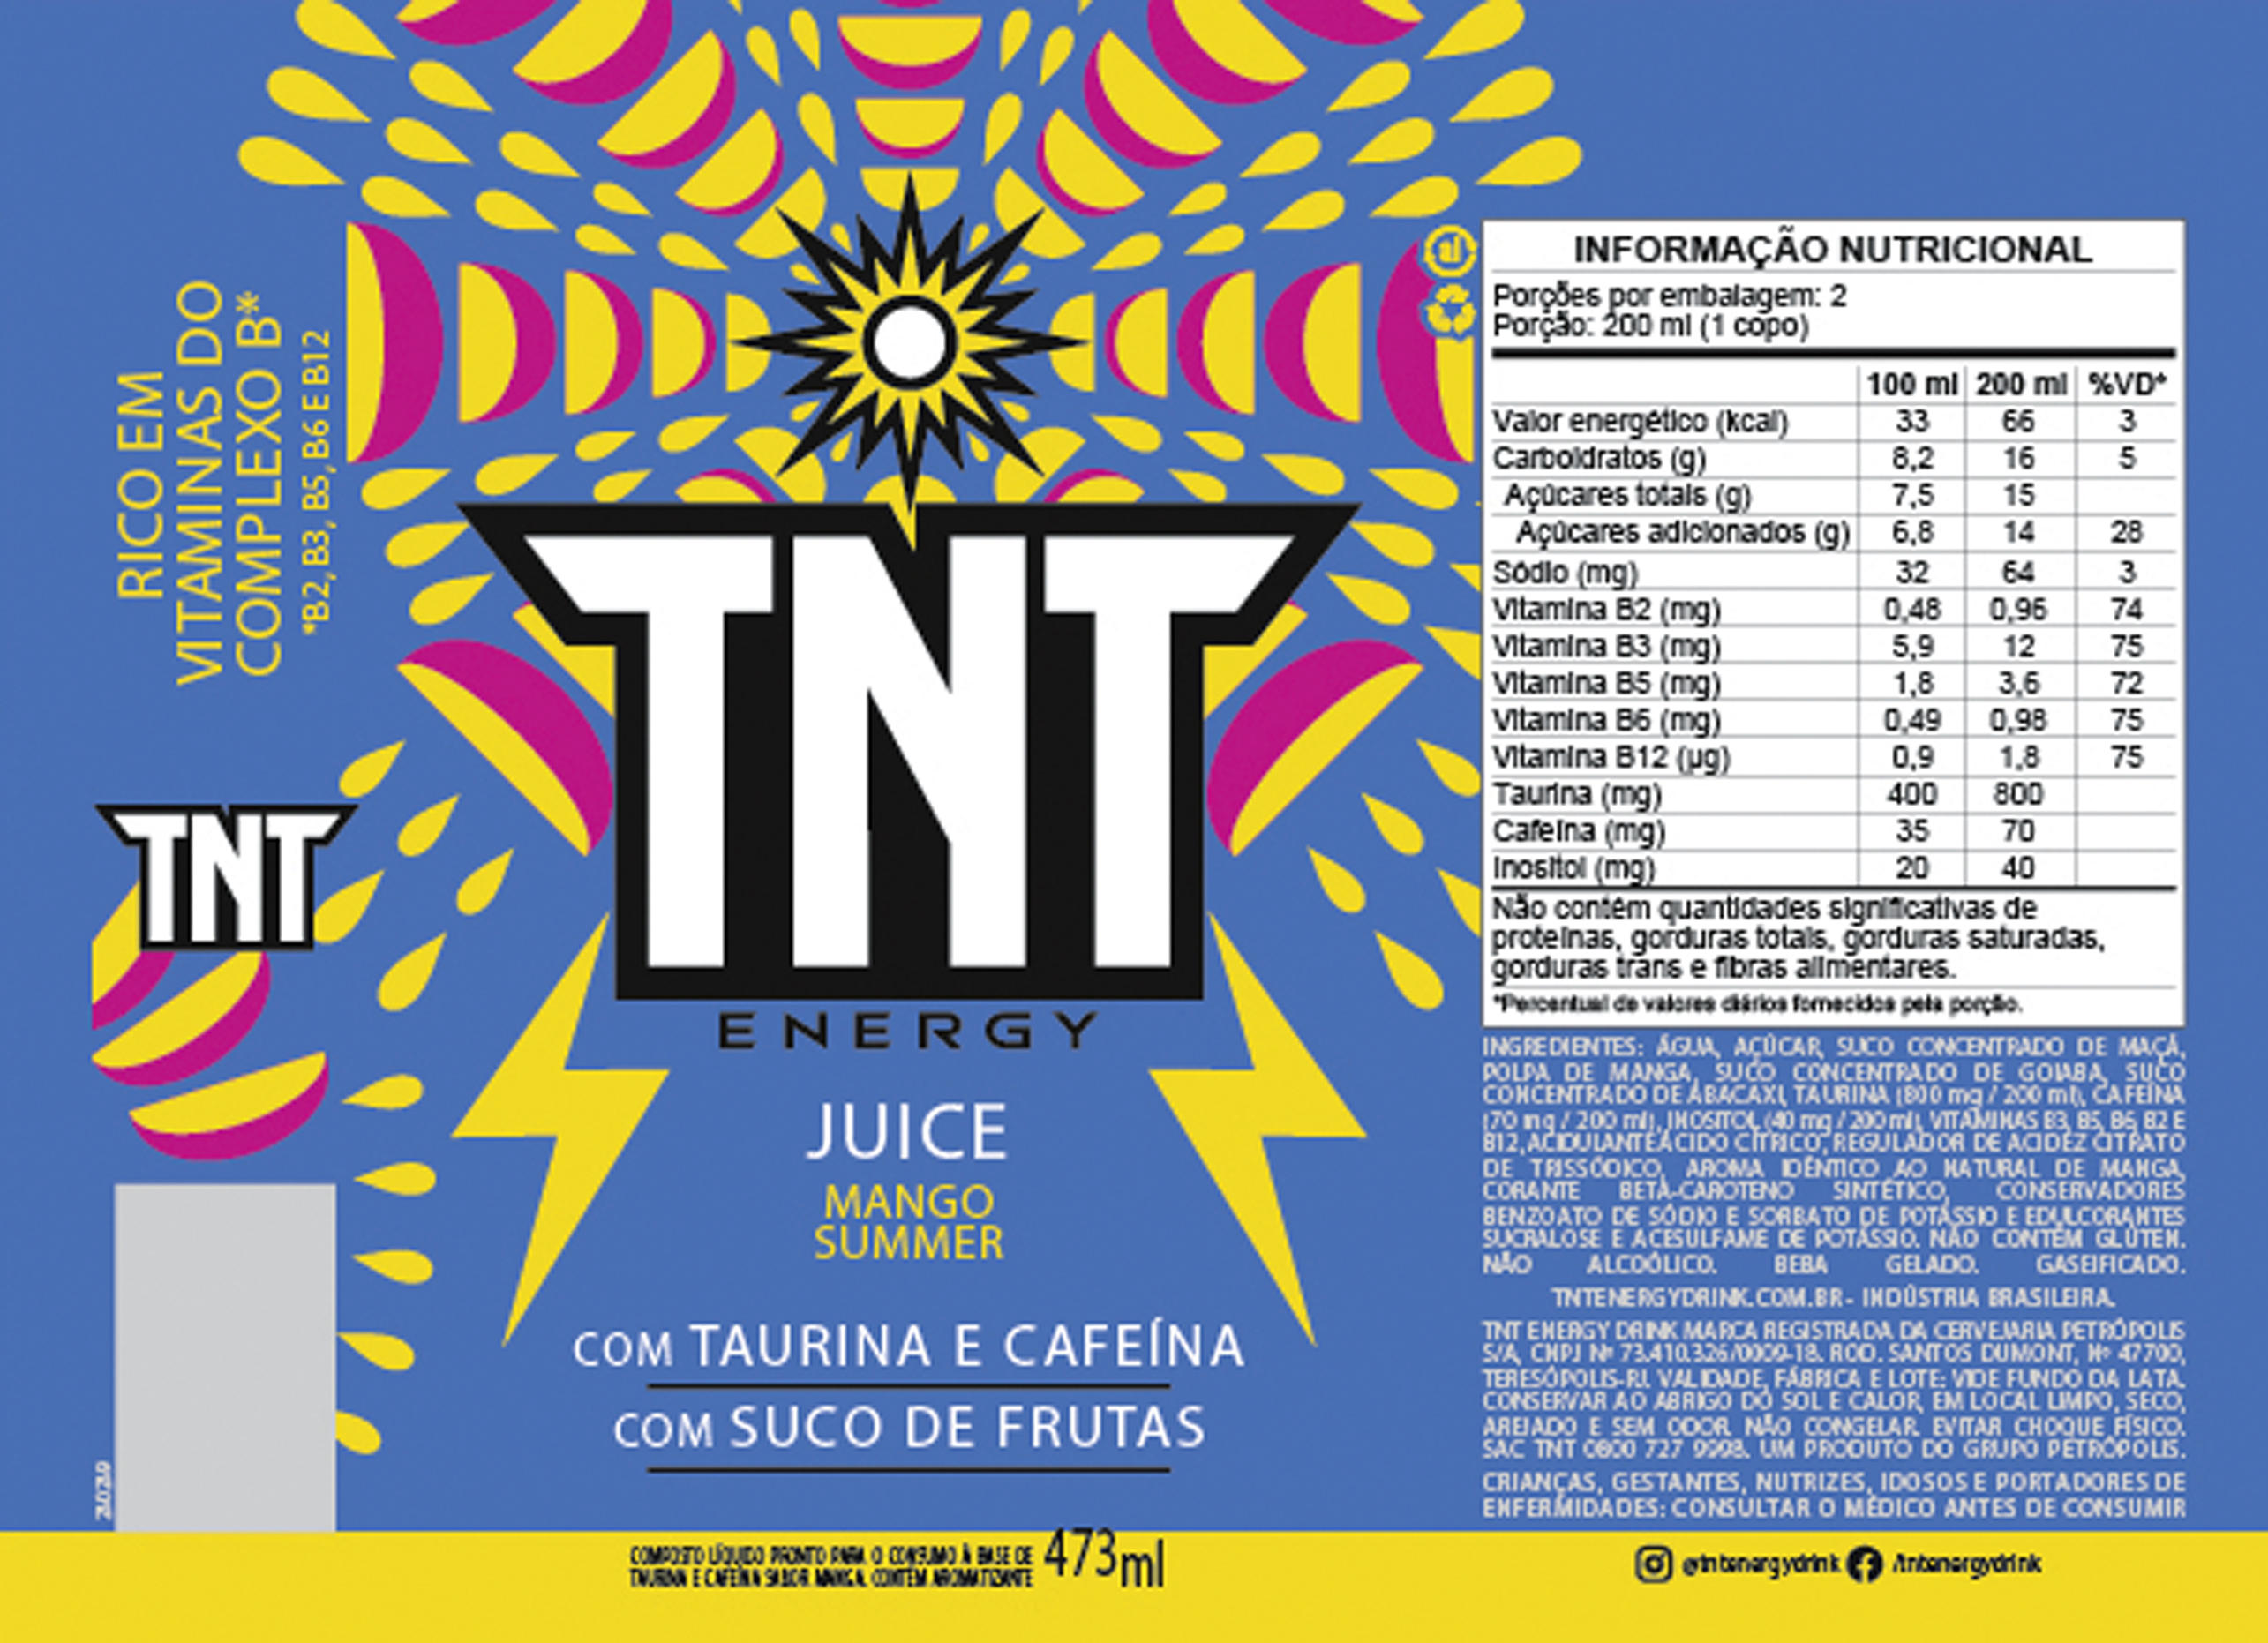 RICO EM
VITAMINAS DO
COMPLEXO B*
*B2, B3, B5, B6 E B12
TNT
TNT
ENERGY
JUICE
MANGO
SUMMER
COM TAURINA E CAFEÍNA
COM SUCO DE FRUTAS
COMPOSTO LÍQUIDO PRONTO PARA O CONSUMO À BASE DE
TAURINA E CAFEÍNA SABOR MANGA. CONTÉM AROMATIZANTE
473ml
al
INFORMAÇÃO NUTRICIONAL
Porções por embalagem: 2
Porção: 200 ml (1 copo)
100 ml 200 ml %VD*
Valor energético (kcal) 33 66 3
Carboidratos (g) 8,2 16 5
Açúcares totais (g) 7,5 15
Açúcares adicionados (g) 6,8 14 28
Sódio (mg) 32 64 3
Vitamina B2 (mg) 0,48 0,96 74
Vitamina B3 (mg) 5,9 12 75
Vitamina B5 (mg) 1,8 3,6 72
Vitamina B6 (mg) 0,49 0,98 75
Vitamina B12 (µg) 0,9 1,8 75
Taurina (mg) 400 800
Cafeína (mg) 35 70
Inositol (mg) 20 40
Não contém quantidades significativas de
proteínas, gorduras totais, gorduras saturadas,
gorduras trans e fibras alimentares.
*Percentual de valores diários fornecidos pela porção.
INGREDIENTES: ÁGUA, AÇÚCAR, SUCO CONCENTRADO DE MAÇÃ,
POLPA DE MANGA, SUCO CONCENTRADO DE GOIABA, SUCO
CONCENTRADO DE ABACAXI, TAURINA (800 mg / 200 ml), CAFEÍNA
(70 mg / 200 ml), INOSITOL (40 mg / 200 ml), VITAMINAS B3, B5, B6, B2 E
B12, ACIDULANTE ÁCIDO CÍTRICO, REGULADOR DE ACIDEZ CITRATO
DE TRISSÓDICO, AROMA IDÊNTICO AO NATURAL DE MANGA,
CORANTE BETA-CAROTENO SINTÉTICO, CONSERVADORES
BENZOATO DE SÓDIO E SORBATO DE POTÁSSIO E EDULCORANTES
SUCRALOSE E ACESULFAME DE POTÁSSIO. NÃO CONTÉM GLÚTEN.
NÃO ALCOÓLICO. BEBA GELADO. GASEIFICADO.
TNTENERGYDRINK.COM.BR - INDÚSTRIA BRASILEIRA.
TNT ENERGY DRINK MARCA REGISTRADA DA CERVEJARIA PETRÓPOLIS
S/A, CNPJ Nº 73.410.326/0009-18. ROD. SANTOS DUMONT, Nº 47700,
TERESÓPOLIS-RJ. VALIDADE, FÁBRICA E LOTE: VIDE FUNDO DA LATA.
CONSERVAR AO ABRIGO DO SOL E CALOR, EM LOCAL LIMPO, SECO,
AREJADO E SEM ODOR. NÃO CONGELAR. EVITAR CHOQUE FÍSICO.
SAC TNT 0800 727 9998. UM PRODUTO DO GRUPO PETRÓPOLIS.
CRIANÇAS, GESTANTES, NUTRIZES, IDOSOS E PORTADORES DE
ENFERMIDADES: CONSULTAR O MÉDICO ANTES DE CONSUMIR
@tntenergydrink /tntenergydrink